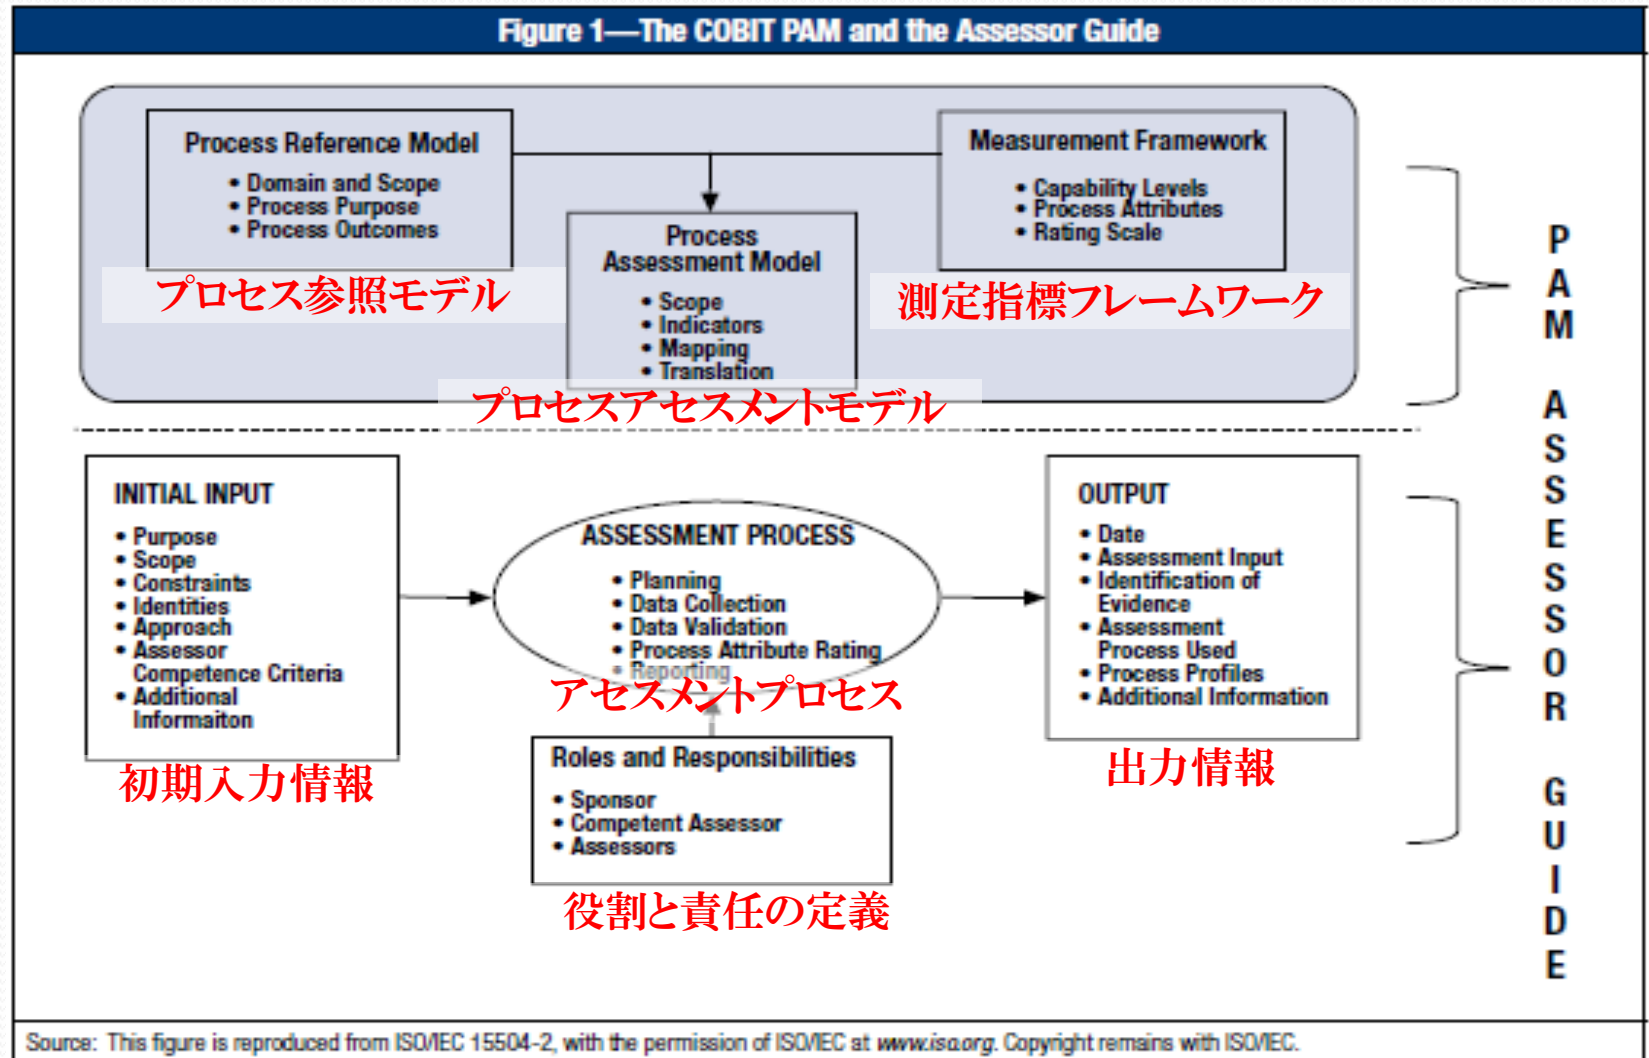 Figure 1—The COBIT PAM and the Assessor Guide
Process Reference Model
• Domain and Scope
• Process Purpose
• Process Outcomes
プロセス参照モデル
Measurement Framework
• Capability Levels
• Process Attributes
• Rating Scale
測定指標フレームワーク
Process
Assessment Model
• Scope
• Indicators
• Mapping
• Translation
プロセスアセスメントモデル
PAM
INITIAL INPUT
• Purpose
• Scope
• Constraints
• Identities
• Approach
• Assessor
Competence Criteria
• Additional
Informaiton
初期入力情報
ASSESSMENT PROCESS
• Planning
• Data Collection
• Data Validation
• Process Attribute Rating
• Reporting
アセスメントプロセス
Roles and Responsibilities
• Sponsor
• Competent Assessor
• Assessors
役割と責任の定義
OUTPUT
• Date
• Assessment Input
• Identification of
Evidence
• Assessment
Process Used
• Process Profiles
• Additional Information
出力情報
ASSESSOR GUIDE
Source: This figure is reproduced from ISO/IEC 15504-2, with the permission of ISO/IEC at www.iso.org. Copyright remains with ISO/IEC.